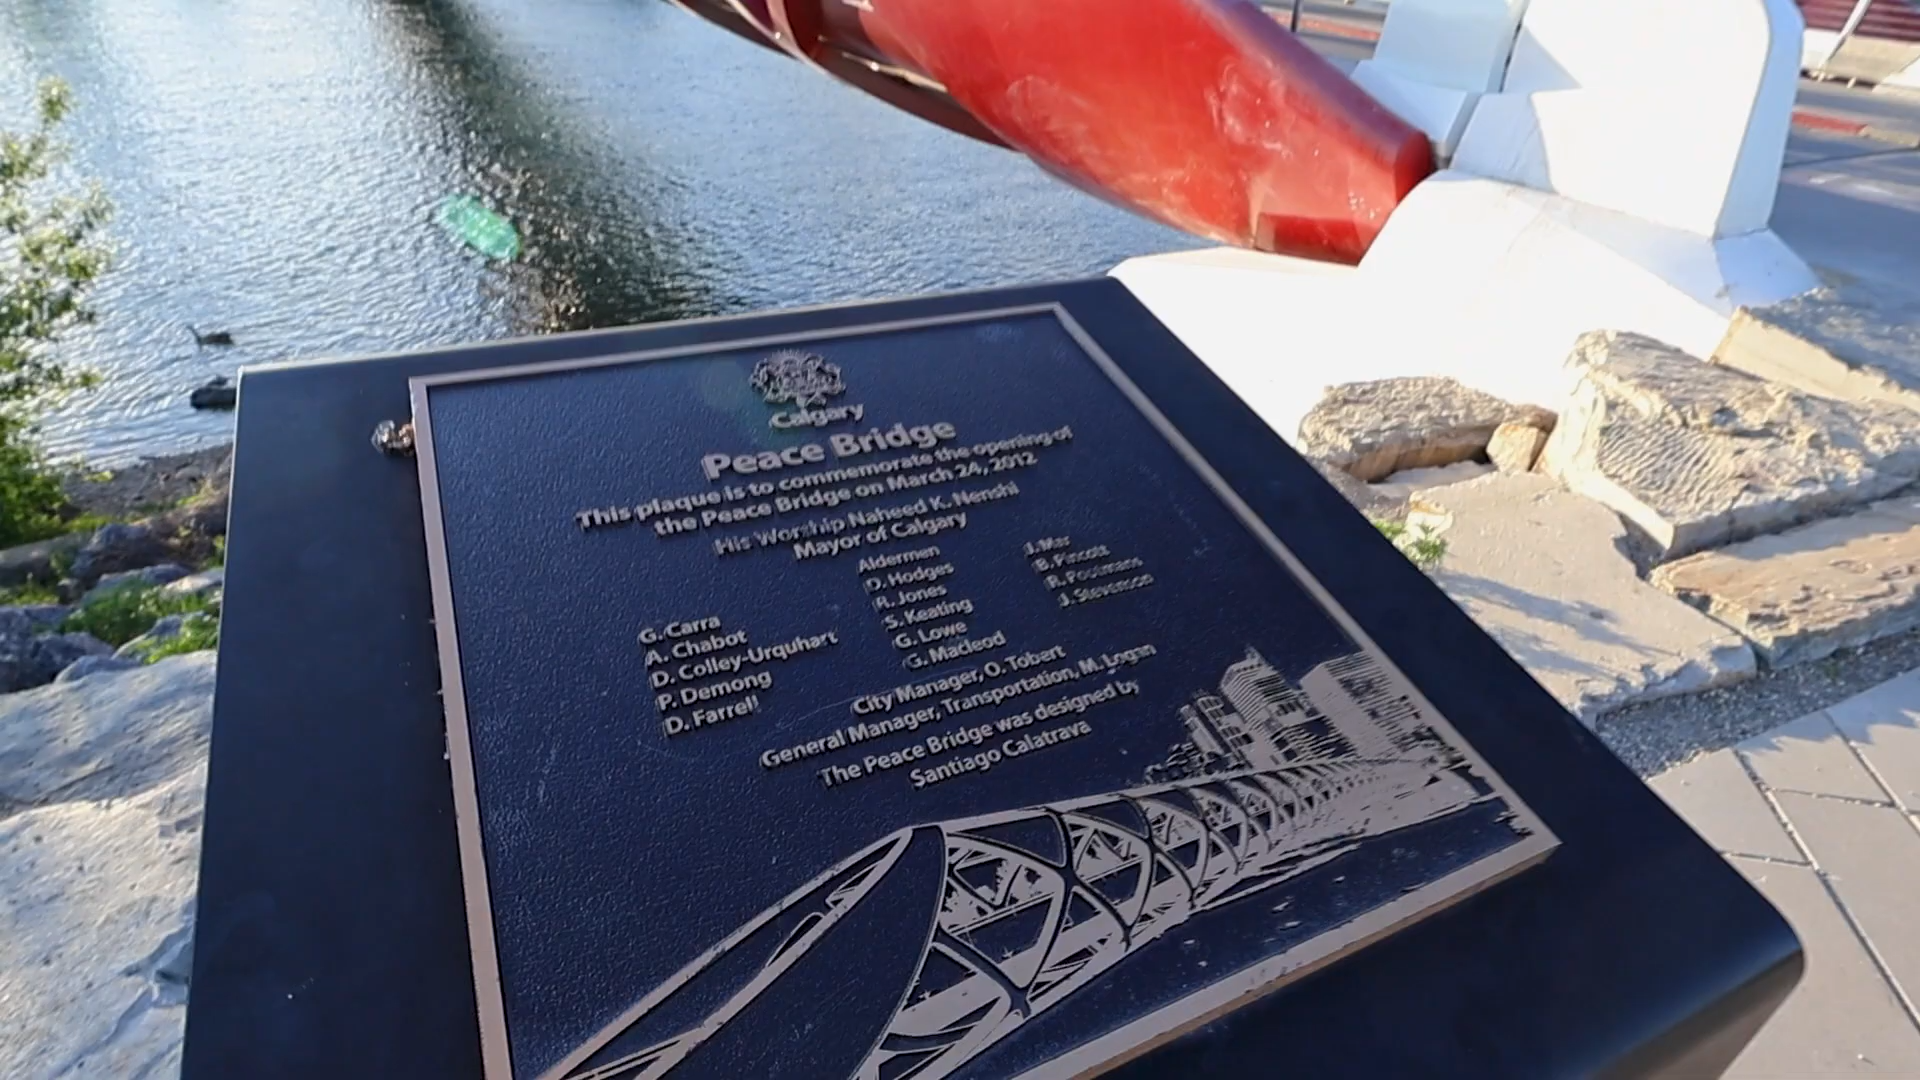 Calgary
Peace Bridge
This plaque is to commemorate the opening of
the Peace Bridge on March 24, 2012
His Worship Naheed K. Nenshi
Mayor of Calgary
Aldermen
G. Carra
A. Chabot
D. Colley-Urquhart
P. Demong
D. Farrell
D. Hodges
R. Jones
S. Keating
G. Lowe
G. Macleod
J. Mar
B. Pincott
R. Pootmans
J. Stevenson
City Manager, O. Tobert
General Manager, Transportation, M. Logan
The Peace Bridge was designed by
Santiago Calatrava